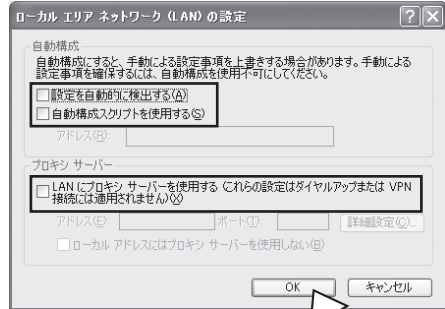 ローカル エリア ネットワーク (LAN) の設定
自動構成
自動構成にすると、手動による設定事項を上書きする場合があります。手動による
設定事項を確保するには、自動構成を使用不可にしてください。
設定を自動的に検出する(A)
自動構成スクリプトを使用する(S)
アドレス(R):
プロキシ サーバー
LAN にプロキシ サーバーを使用する (これらの設定はダイヤルアップまたは VPN
接続には適用されません)(X)
アドレス(E): ポート(T): 詳細設定(C)...
ローカル アドレスにはプロキシ サーバーを使用しない(B)
OK キャンセル